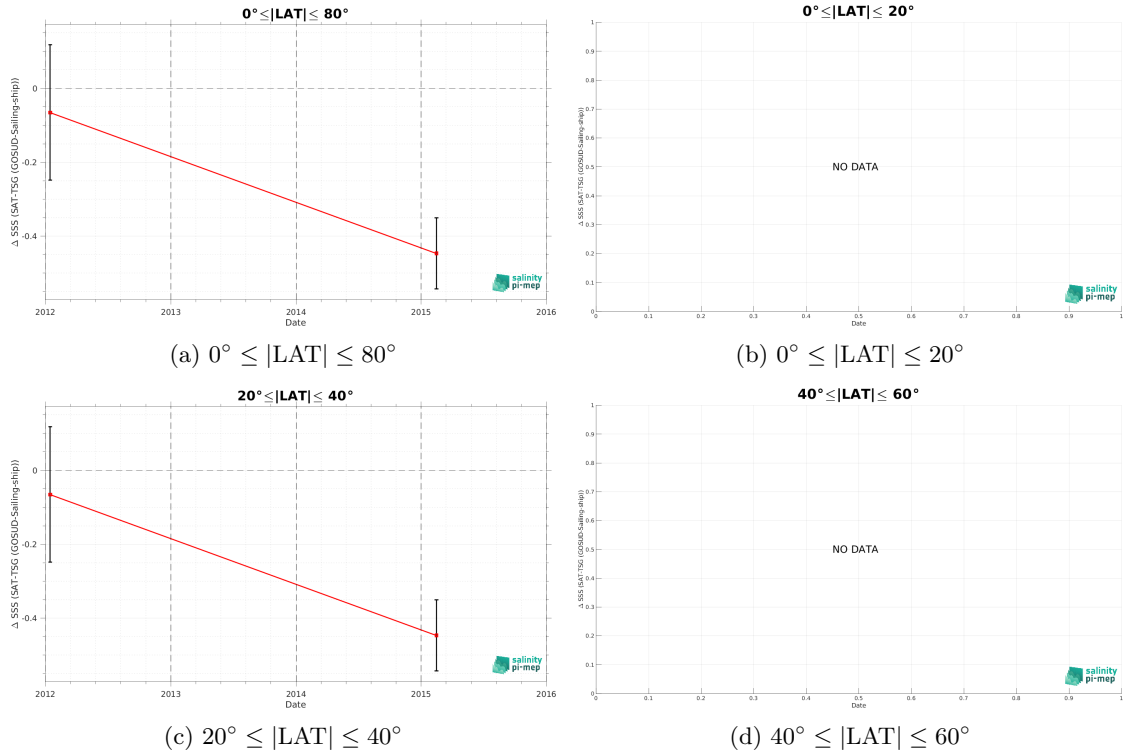 0°≤|LAT|≤ 80°
Δ SSS (SAT-TSG (GOSUD-Sailing-ship))
0
-0.2
-0.4
2012 2013 2014 2015 2016
Date
salinity
pi-mep
(a) 0° ≤ |LAT| ≤ 80°
0°≤|LAT|≤ 20°
Δ SSS (SAT-TSG (GOSUD-Sailing-ship))
1
0.9
0.8
0.7
0.6
0.5
0.4
0.3
0.2
0.1
0
NO DATA
0 0.1 0.2 0.3 0.4 0.5 0.6 0.7 0.8 0.9 1
Date
salinity
pi-mep
(b) 0° ≤ |LAT| ≤ 20°
20°≤|LAT|≤ 40°
Δ SSS (SAT-TSG (GOSUD-Sailing-ship))
0
-0.2
-0.4
2012 2013 2014 2015 2016
Date
salinity
pi-mep
(c) 20° ≤ |LAT| ≤ 40°
40°≤|LAT|≤ 60°
Δ SSS (SAT-TSG (GOSUD-Sailing-ship))
1
0.9
0.8
0.7
0.6
0.5
0.4
0.3
0.2
0.1
0
NO DATA
0 0.1 0.2 0.3 0.4 0.5 0.6 0.7 0.8 0.9 1
Date
salinity
pi-mep
(d) 40° ≤ |LAT| ≤ 60°